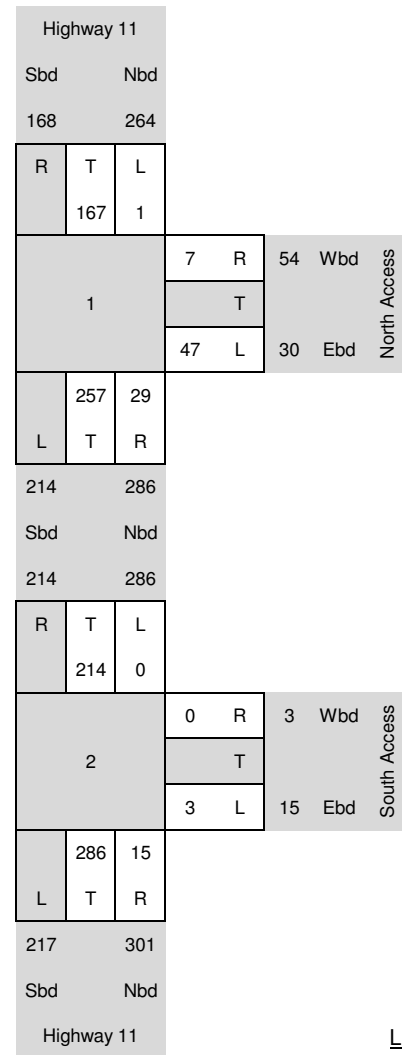 Highway 11
Sbd Nbd
168 264
R T L
167 1
7 R 54 Wbd
1 T
47 L 30 Ebd
North Access
257 29
L T R
214 286
Sbd Nbd
214 286
R T L
214 0
0 R 3 Wbd
2 T
3 L 15 Ebd
South Access
286 15
L T R
217 301
Sbd Nbd
Highway 11
L